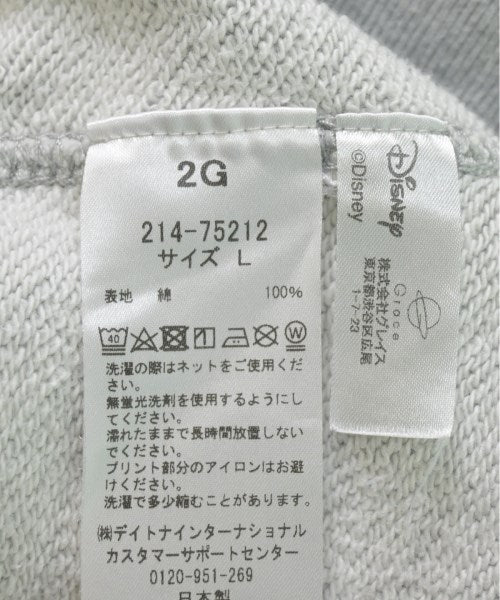 2G
214-75212
サイズ L
表地 綿 100%
40
洗濯の際はネットをご使用くだ
さい。
無蛍光洗剤を使用するようにし
てください。
濡れたままで長時間放置しない
でください。
プリント部分のアイロンはお避
けください。
洗濯で多少縮むことがあります。
㈱デイトナインターナショナル
カスタマーサポートセンター
0120-951-269
日本製
Disney
©Disney
Grace
株式会社グレイス
東京都渋谷区広尾
1-7-23